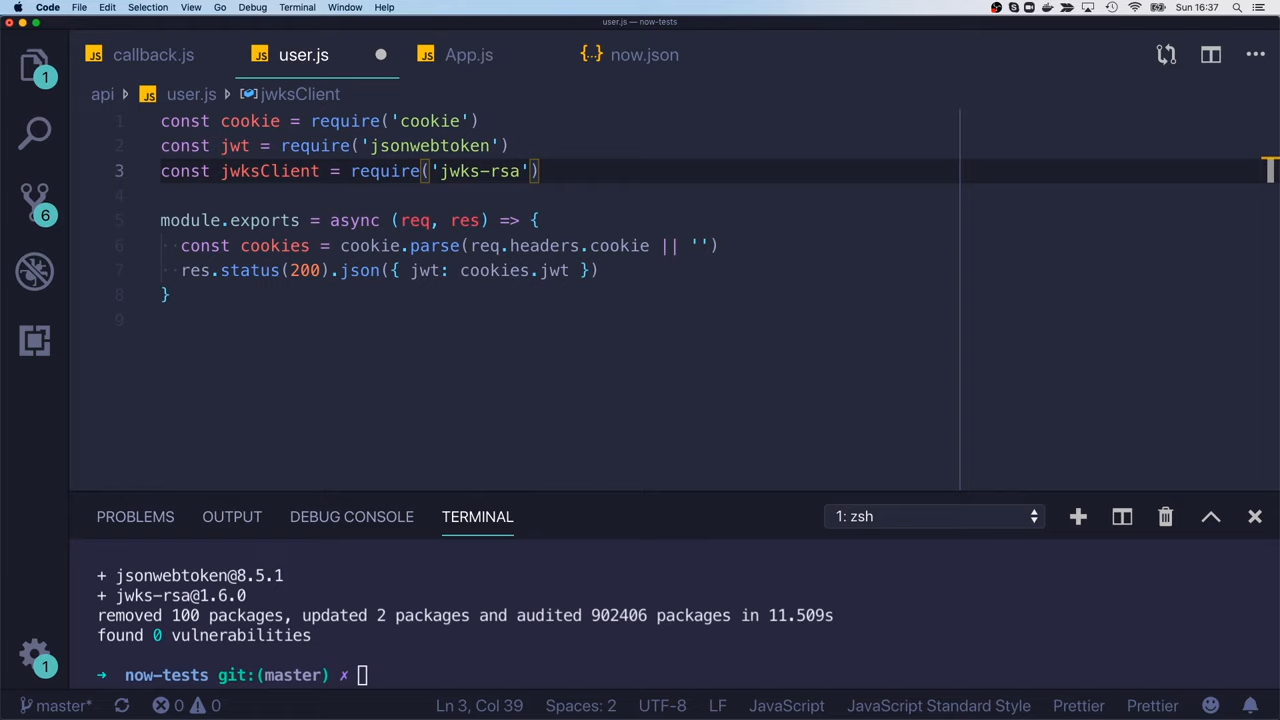 Code File Edit Selection View Go Debug Terminal Window Help Sun 16:37
user.js — now-tests
JS callback.js JS user.js JS App.js {..} now.json
1
api JS user.js jwksClient
1 const cookie = require('cookie')
2 const jwt = require('jsonwebtoken')
3 const jwksClient = require('jwks-rsa')
4
5 module.exports = async (req, res) => {
6 const cookies = cookie.parse(req.headers.cookie || '')
6
7 res.status(200).json({ jwt: cookies.jwt })
8 }
9
PROBLEMS OUTPUT DEBUG CONSOLE TERMINAL 1: zsh
+ jsonwebtoken@8.5.1
+ jwks-rsa@1.6.0
removed 100 packages, updated 2 packages and audited 902406 packages in 11.509s
found 0 vulnerabilities
➜ now-tests git:(master) ✗
1
master* 0 0 Ln 3, Col 39 Spaces: 2 UTF-8 LF JavaScript JavaScript Standard Style Prettier Prettier